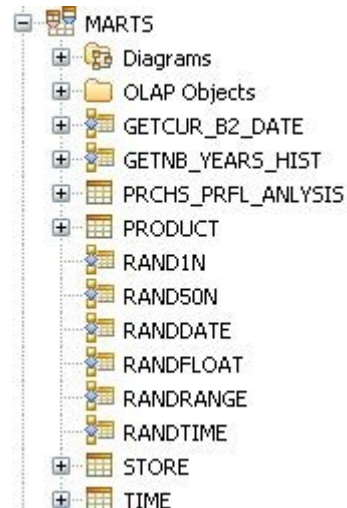 MARTS
Diagrams
OLAP Objects
GETCUR_B2_DATE
GETNB_YEARS_HIST
PRCHS_PRFL_ANLYSIS
PRODUCT
RAND1N
RAND50N
RANDDATE
RANDFLOAT
RANDRANGE
RANDTIME
STORE
TIME